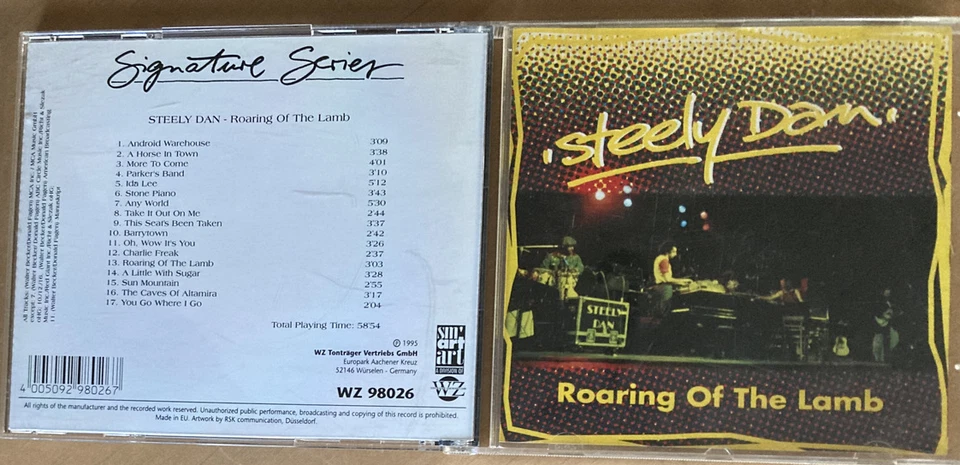 Signature Series
STEELY DAN - Roaring Of The Lamb
1. Android Warehouse 3'09
2. A Horse In Town 3'38
3. More To Come 4'01
4. Parker's Band 3'10
5. Ida Lee 5'12
6. Stone Piano 3'43
7. Any World 5'30
8. Take It Out On Me 2'44
9. This Seat's Been Taken 3'37
10. Barrytown 2'42
11. Oh, Wow It's You 3'26
12. Charlie Freak 2'37
13. Roaring Of The Lamb 3'03
14. A Little With Sugar 3'28
15. Sun Mountain 2'55
16. The Caves Of Altamira 3'17
17. You Go Where I Go 2'04
Total Playing Time: 58'54
℗ 1995
WZ Tonträger Vertriebs GmbH
Europark Aachener Kreuz
52146 Würselen - Germany
WZ 98026
smart
art
A DIVISION OF
WZ
4 005092 980267
All rights of the manufacturer and the recorded work reserved. Unauthorized public performance, broadcasting and copying of this record is prohibited.
Made in EU. Artwork by RSK communication, Düsseldorf.
steely Dan
STEELY
DAN
Roaring Of The Lamb